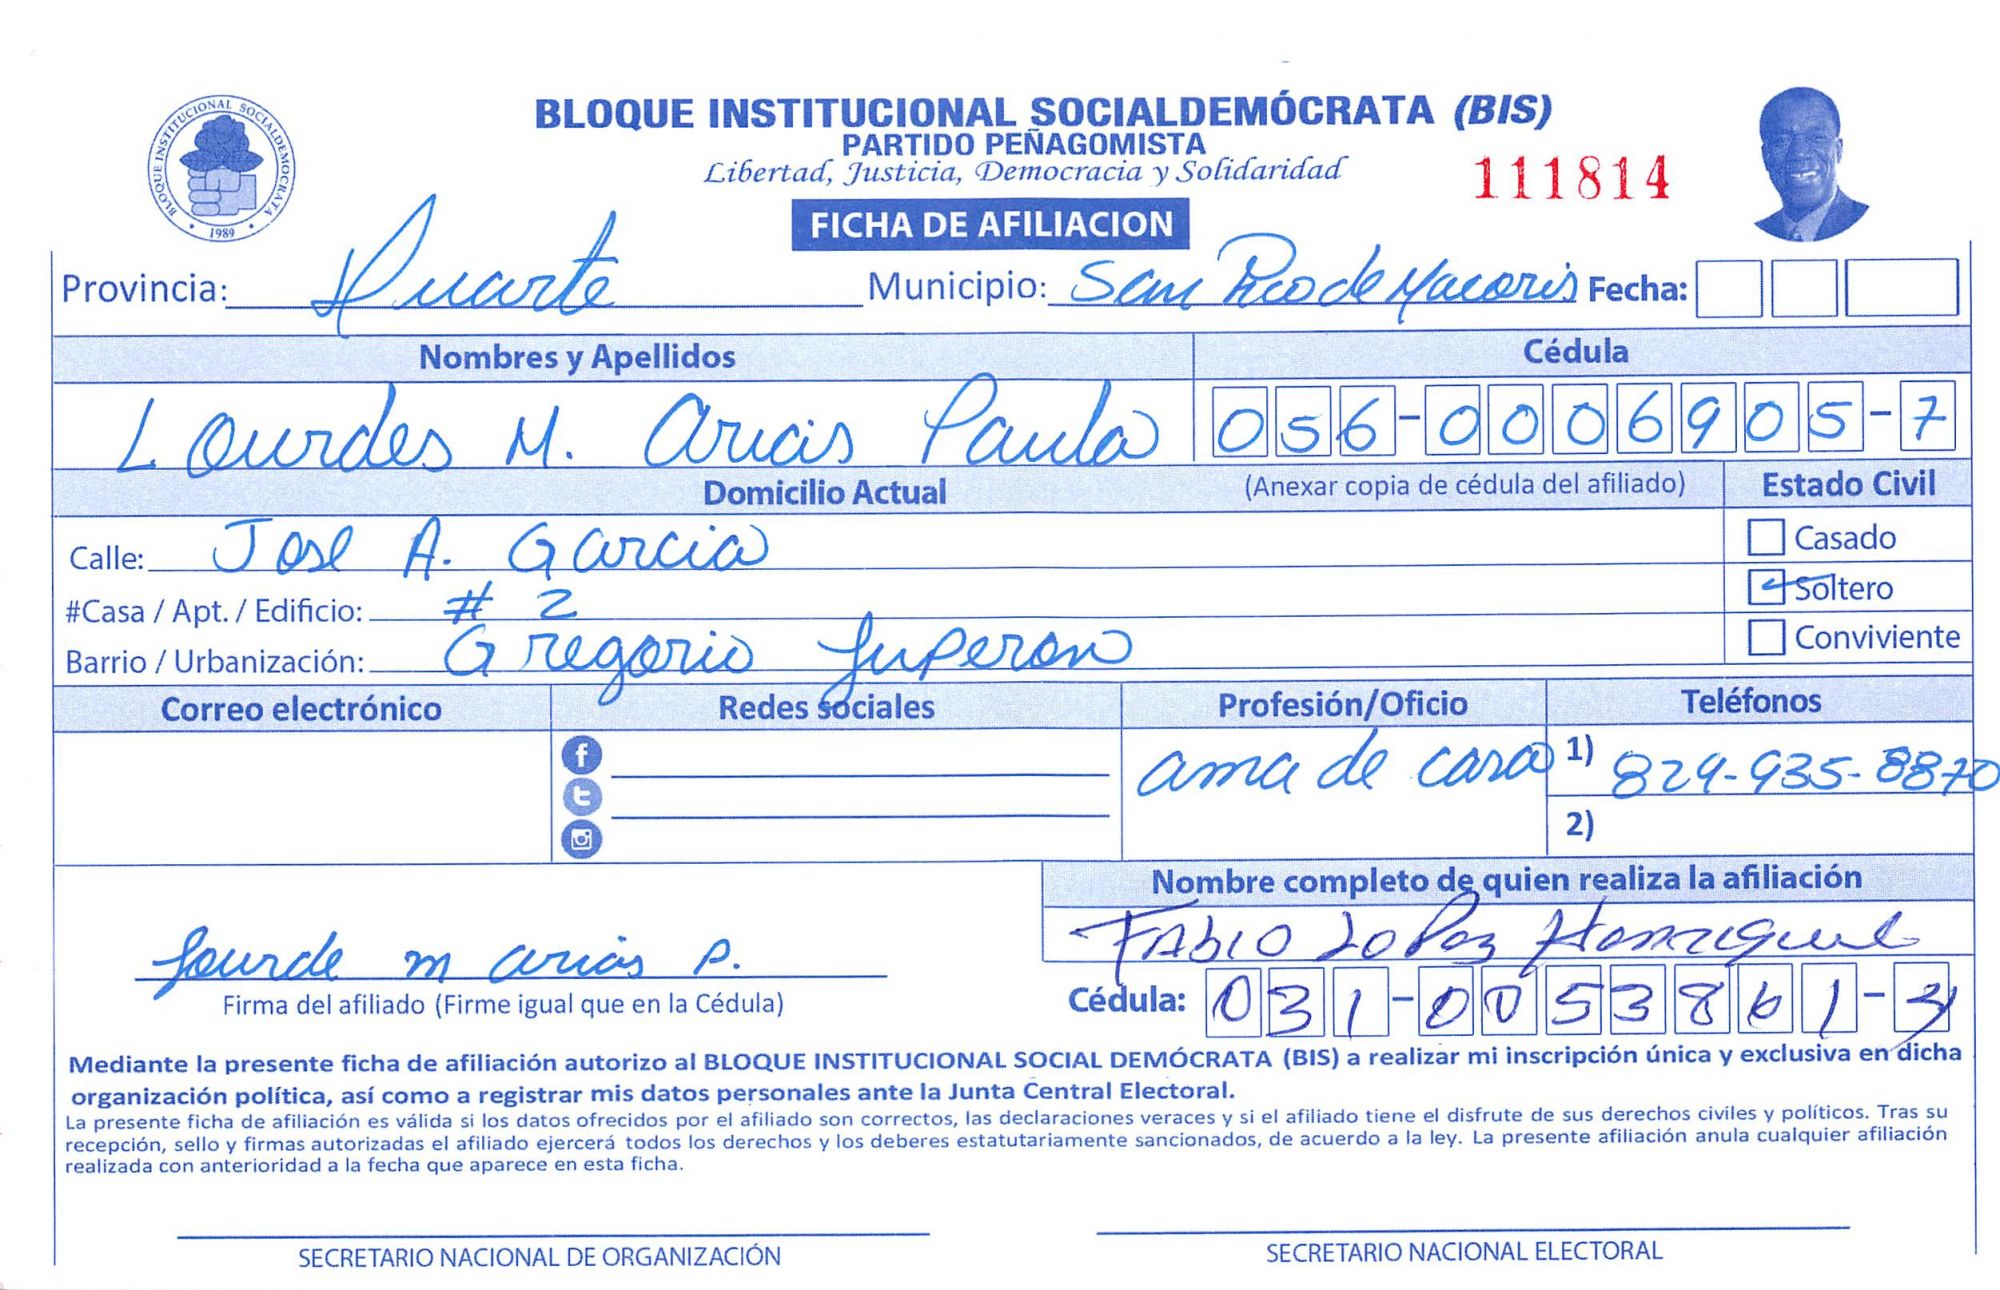 BLOQUE INSTITUCIONAL SOCIALDEMOCRATA
1989
BLOQUE INSTITUCIONAL SOCIALDEMÓCRATA (BIS)
PARTIDO PEÑAGOMISTA
Libertad, Justicia, Democracia y Solidaridad
111814
FICHA DE AFILIACION
Provincia: Duarte Municipio: San Fco de Macoris Fecha:
Nombres y Apellidos Cédula
Lourdes M. Arias Paula 056-0006905-7
Domicilio Actual (Anexar copia de cédula del afiliado) Estado Civil
Calle: Jose A. Garcia Casado
#Casa / Apt. / Edificio: # 2 Soltero
Barrio / Urbanización: Gregorio Luperon Conviviente
Correo electrónico Redes sociales Profesión/Oficio Teléfonos
ama de casa 1) 829-935-8870
2)
Nombre completo de quien realiza la afiliación
Fabio Lopez Henriquez
Lourde m arias p.
Firma del afiliado (Firme igual que en la Cédula) Cédula: 031-0053861-3
Mediante la presente ficha de afiliación autorizo al BLOQUE INSTITUCIONAL SOCIAL DEMÓCRATA (BIS) a realizar mi inscripción única y exclusiva en dicha
organización política, así como a registrar mis datos personales ante la Junta Central Electoral.
La presente ficha de afiliación es válida si los datos ofrecidos por el afiliado son correctos, las declaraciones veraces y si el afiliado tiene el disfrute de sus derechos civiles y políticos. Tras su
recepción, sello y firmas autorizadas el afiliado ejercerá todos los derechos y los deberes estatutariamente sancionados, de acuerdo a la ley. La presente afiliación anula cualquier afiliación
realizada con anterioridad a la fecha que aparece en esta ficha.
SECRETARIO NACIONAL DE ORGANIZACIÓN SECRETARIO NACIONAL ELECTORAL